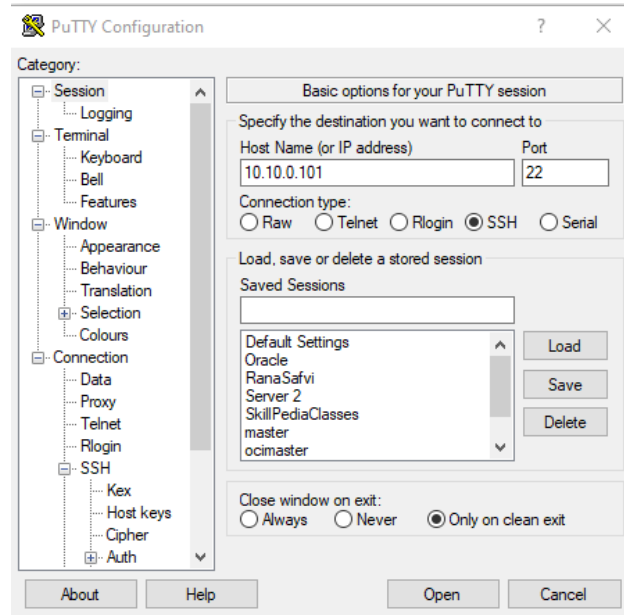 PuTTY Configuration
?
Category:
Session
Logging
Terminal
Keyboard
Bell
Features
Window
Appearance
Behaviour
Translation
Selection
Colours
Connection
Data
Proxy
Telnet
Rlogin
SSH
Kex
Host keys
Cipher
Auth
Basic options for your PuTTY session
Specify the destination you want to connect to
Host Name (or IP address) Port
10.10.0.101 22
Connection type:
Raw Telnet Rlogin SSH Serial
Load, save or delete a stored session
Saved Sessions
Default Settings
Oracle
RanaSafvi
Server 2
SkillPediaClasses
master
ocimaster
Load
Save
Delete
Close window on exit:
Always Never Only on clean exit
About Help Open Cancel